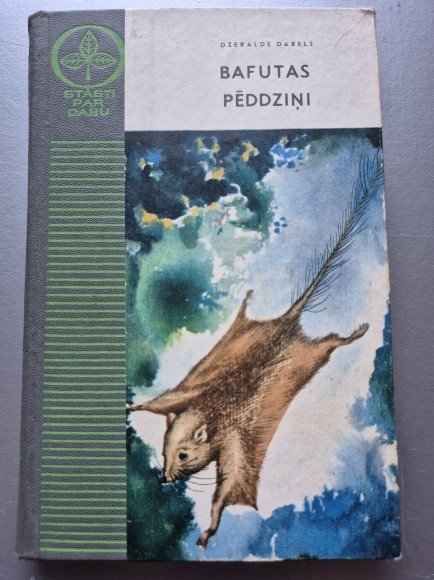 STĀSTI
PAR
DABU
DŽERALDS DARELS
BAFUTAS
PĒDDZIŅI